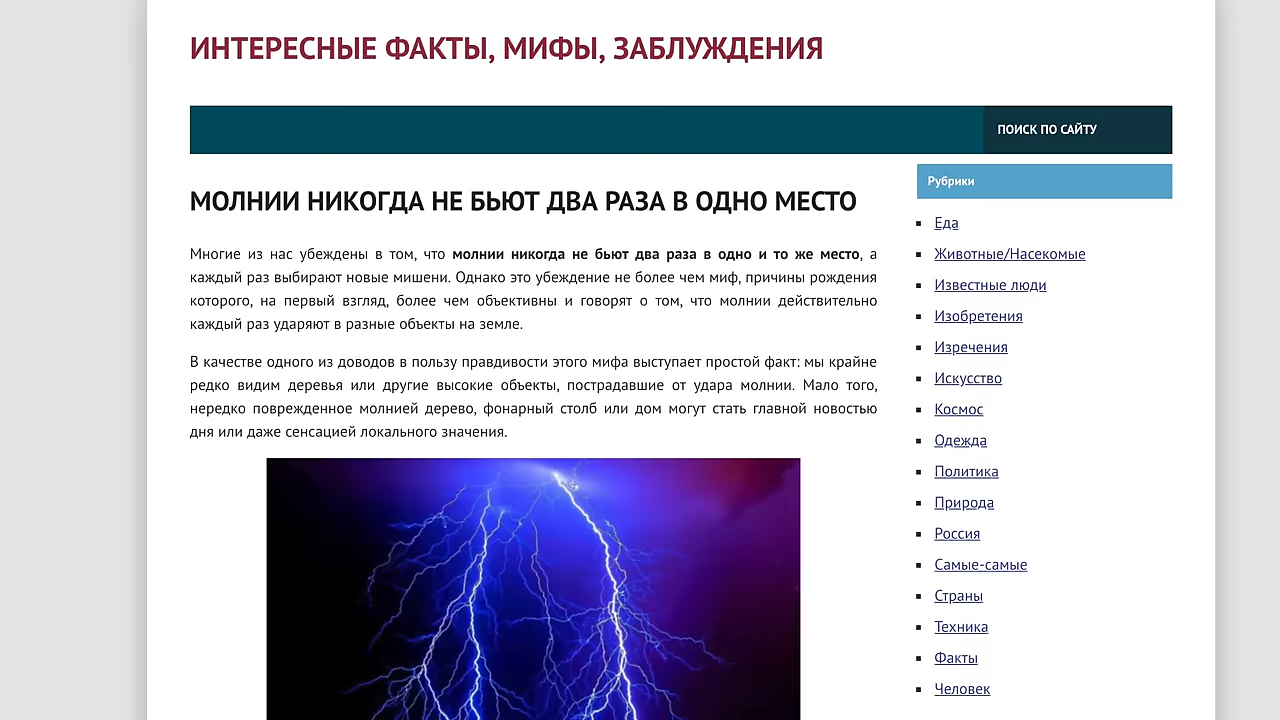 ИНТЕРЕСНЫЕ ФАКТЫ, МИФЫ, ЗАБЛУЖДЕНИЯ
ПОИСК ПО САЙТУ
МОЛНИИ НИКОГДА НЕ БЬЮТ ДВА РАЗА В ОДНО МЕСТО
Многие из нас убеждены в том, что молнии никогда не бьют два раза в одно и то же место, а
каждый раз выбирают новые мишени. Однако это убеждение не более чем миф, причины рождения
которого, на первый взгляд, более чем объективны и говорят о том, что молнии действительно
каждый раз ударяют в разные объекты на земле.
В качестве одного из доводов в пользу правдивости этого мифа выступает простой факт: мы крайне
редко видим деревья или другие высокие объекты, пострадавшие от удара молнии. Мало того,
нередко поврежденное молнией дерево, фонарный столб или дом могут стать главной новостью
дня или даже сенсацией локального значения.
Рубрики
Еда
Животные/Насекомые
Известные люди
Изобретения
Изречения
Искусство
Космос
Одежда
Политика
Природа
Россия
Самые-самые
Страны
Техника
Факты
Человек